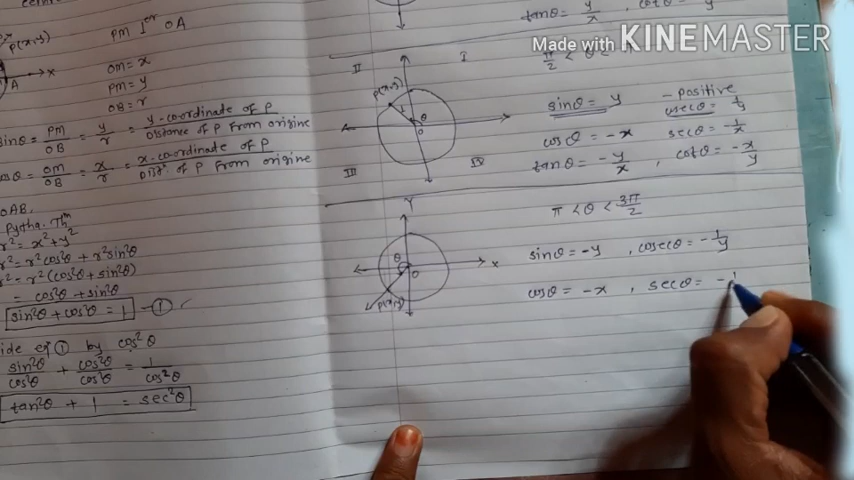 P(x,y)
A
X
PM ⊥er OA
OM = x
PM = y
OB = r
sinθ = PM/OB = y/r = y-coordinate of P / Distance of P from origine
cosθ = OM/OB = x/r = x-coordinate of P / Dist. of P from origine
OAB,
Pytha. Thm
r² = x² + y²
r² = r²cos²θ + r²sin²θ
r² = r²(cos²θ + sin²θ)
= cos²θ + sin²θ
sin²θ + cos²θ = 1 —①
ide eq ① by cos²θ
sin²θ/cos²θ + cos²θ/cos²θ = 1/cos²θ
tan²θ + 1 = sec²θ
tanθ = y/x , cotθ = /y
Made with KINEMASTER
π/2 < θ <
II
I
P(x,y)
1
θ
O
III
IV
sinθ = y - positive
cosecθ = 1/y
cosθ = -x secθ = -1/x
tanθ = -y/x , cotθ = -x/y
π < θ < 3π/2
Y
θ
O
X
P(x,y)
sinθ = -y , cosecθ = -1/y
cosθ = -x , secθ = -1